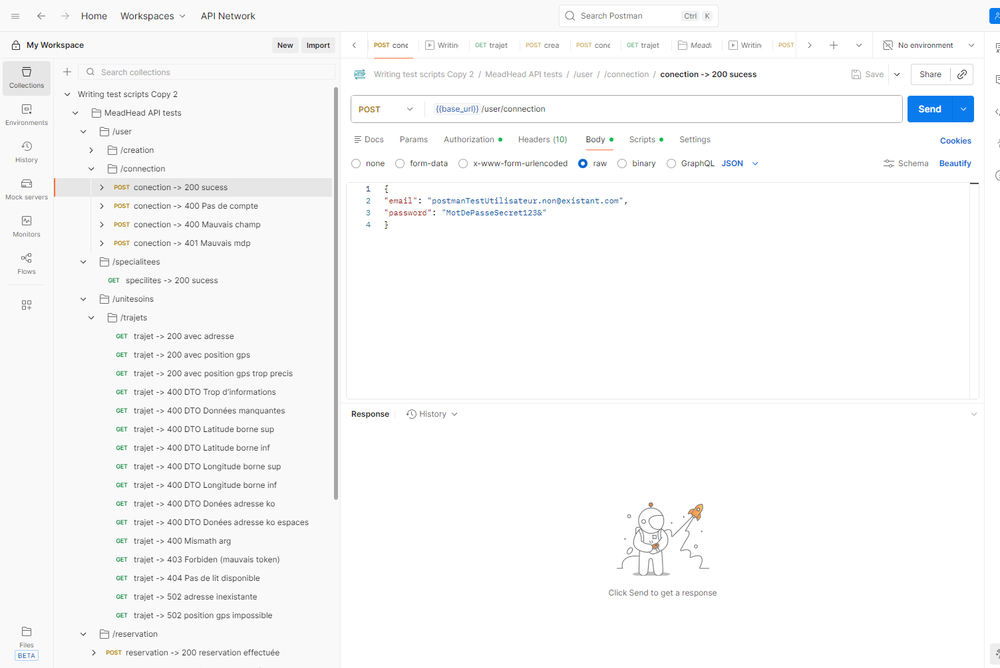 Home
Workspaces
API Network
Search Postman
Ctrl K
My Workspace
New
Import
POST cone
Writin
GET trajet
POST crea
POST cone
GET trajet
Meadl
Writin
POST
No environment
Collections
Environments
History
Mock servers
Monitors
Flows
Files
BETA
Search collections
Writing test scripts Copy 2
MeadHead API tests
/user
/creation
/connection
POST conection -> 200 sucess
POST conection -> 400 Pas de compte
POST conection -> 400 Mauvais champ
POST conection -> 401 Mauvais mdp
/specialitees
GET specilites -> 200 sucess
/unitesoins
/trajets
GET trajet -> 200 avec adresse
GET trajet -> 200 avec position gps
GET trajet -> 200 avec position gps trop precis
GET trajet -> 400 DTO Trop d'informations
GET trajet -> 400 DTO Données manquantes
GET trajet -> 400 DTO Latitude borne sup
GET trajet -> 400 DTO Latitude borne inf
GET trajet -> 400 DTO Longitude borne sup
GET trajet -> 400 DTO Longitude borne inf
GET trajet -> 400 DTO Donées adresse ko
GET trajet -> 400 DTO Donées adresse ko espaces
GET trajet -> 400 Mismath arg
GET trajet -> 403 Forbiden (mauvais token)
GET trajet -> 404 Pas de lit disponible
GET trajet -> 502 adresse inexistante
GET trajet -> 502 position gps impossible
/reservation
POST reservation -> 200 reservation effectuée
HTTP
Writing test scripts Copy 2 / MeadHead API tests / /user / /connection / conection -> 200 sucess
Save
Share
POST
{{base_url}} /user/connection
Send
Docs
Params
Authorization
Headers (10)
Body
Scripts
Settings
Cookies
none
form-data
x-www-form-urlencoded
raw
binary
GraphQL
JSON
Schema
Beautify
1 {
2 "email": "postmanTestUtilisateur.non@existant.com",
3 "password": "MotDePasseSecret123&"
4 }
Response
History
Click Send to get a response